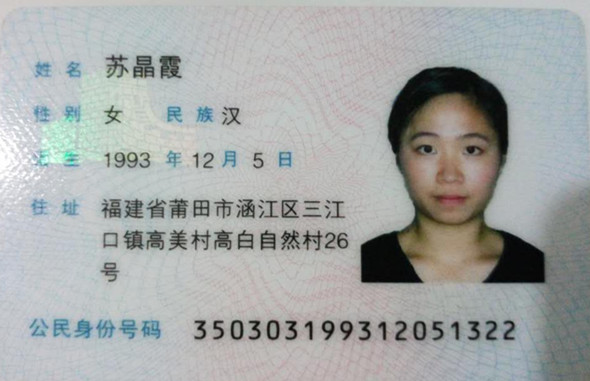 姓名 苏晶霞
性别 女 民族 汉
出生 1993 年 12 月 5 日
住址 福建省莆田市涵江区三江
口镇高美村高白自然村26
号
公民身份号码 350303199312051322